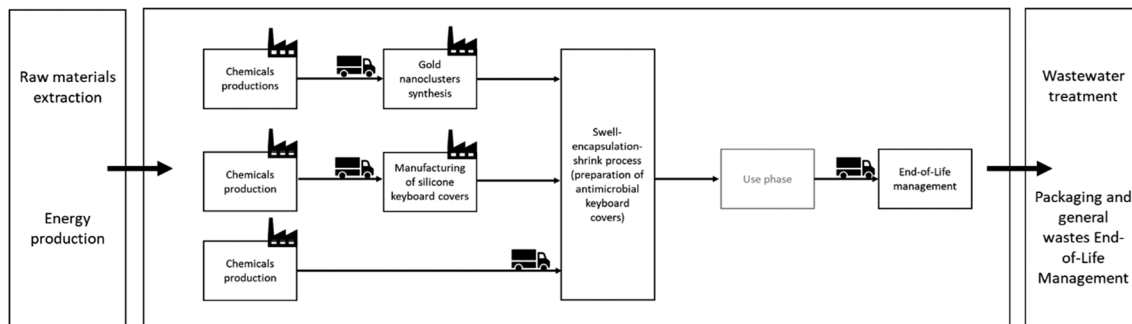 Raw materials
extraction
Energy
production
Chemicals
productions
Gold
nanoclusters
synthesis
Chemicals
production
Manufacturing
of silicone
keyboard covers
Chemicals
production
Swell-
encapsulation-
shrink process
(preparation of
antimicrobial
keyboard
covers)
Use phase
End-of-Life
management
Wastewater
treatment
Packaging and
general
wastes End-
of-Life
Management